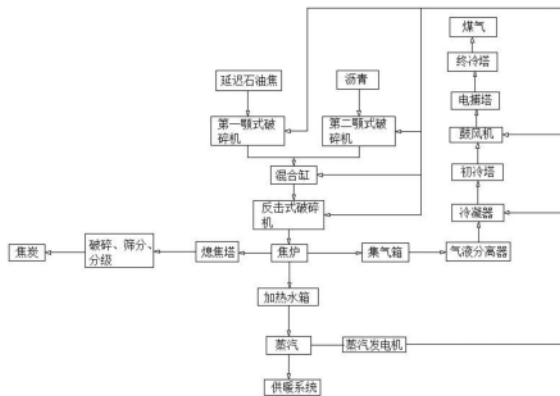 煤气
终冷塔
延迟石油焦
沥青
电捕塔
第一颚式破
碎机
第二颚式破
碎机
鼓风机
混合缸
初冷塔
反击式破碎
机
冷凝器
焦炭
破碎、筛分、
分级
熄焦塔
焦炉
集气箱
气液分离器
加热水箱
蒸汽
蒸汽发电机
供暖系统